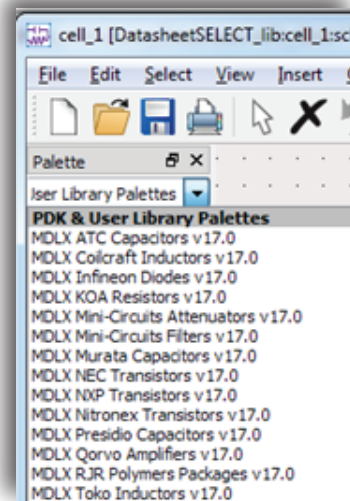 cell_1 [DatasheetSELECT_lib:cell_1:sc
File Edit Select View Insert
Palette
Jser Library Palettes
PDK & User Library Palettes
MDLX ATC Capacitors v17.0
MDLX Coilcraft Inductors v17.0
MDLX Infineon Diodes v17.0
MDLX KOA Resistors v17.0
MDLX Mini-Circuits Attenuators v17.0
MDLX Mini-Circuits Filters v17.0
MDLX Murata Capacitors v17.0
MDLX NEC Transistors v17.0
MDLX NXP Transistors v17.0
MDLX Nitronex Transistors v17.0
MDLX Presidio Capacitors v17.0
MDLX Qorvo Amplifiers v17.0
MDLX RJR Polymers Packages v17.0
MDLX Toko Inductors v17.0